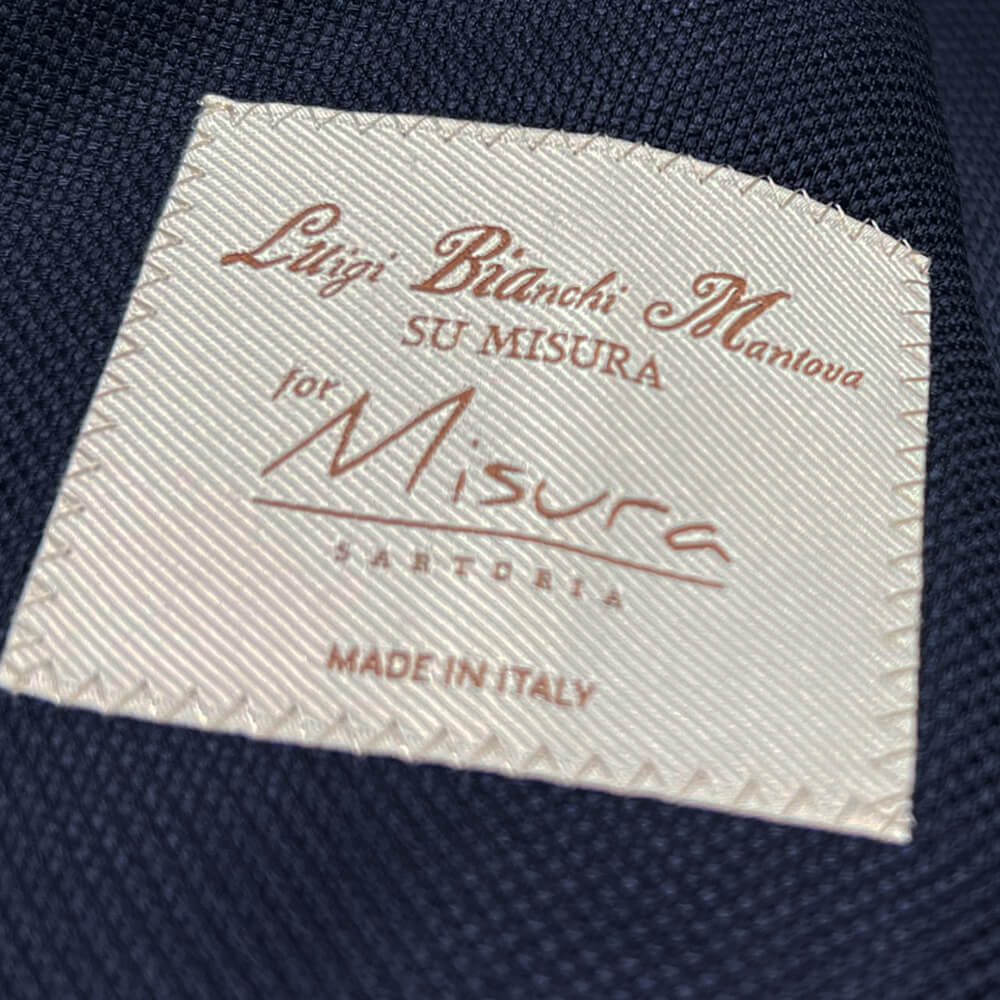 Luigi Bianchi Mantova
SU MISURA
for Misura
SARTORIA
MADE IN ITALY